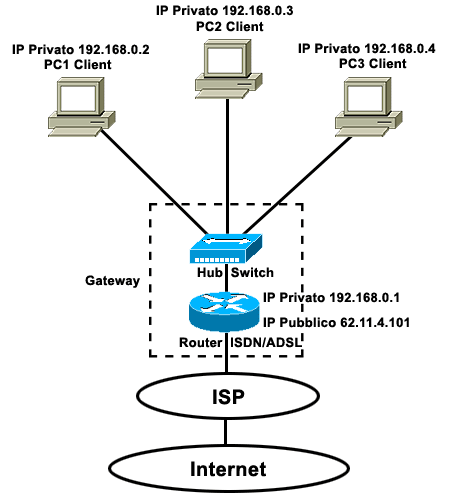 IP Privato 192.168.0.3
PC2 Client
IP Privato 192.168.0.2
PC1 Client
IP Privato 192.168.0.4
PC3 Client
Hub Switch
Gateway
IP Privato 192.168.0.1
IP Pubblico 62.11.4.101
Router ISDN/ADSL
ISP
Internet